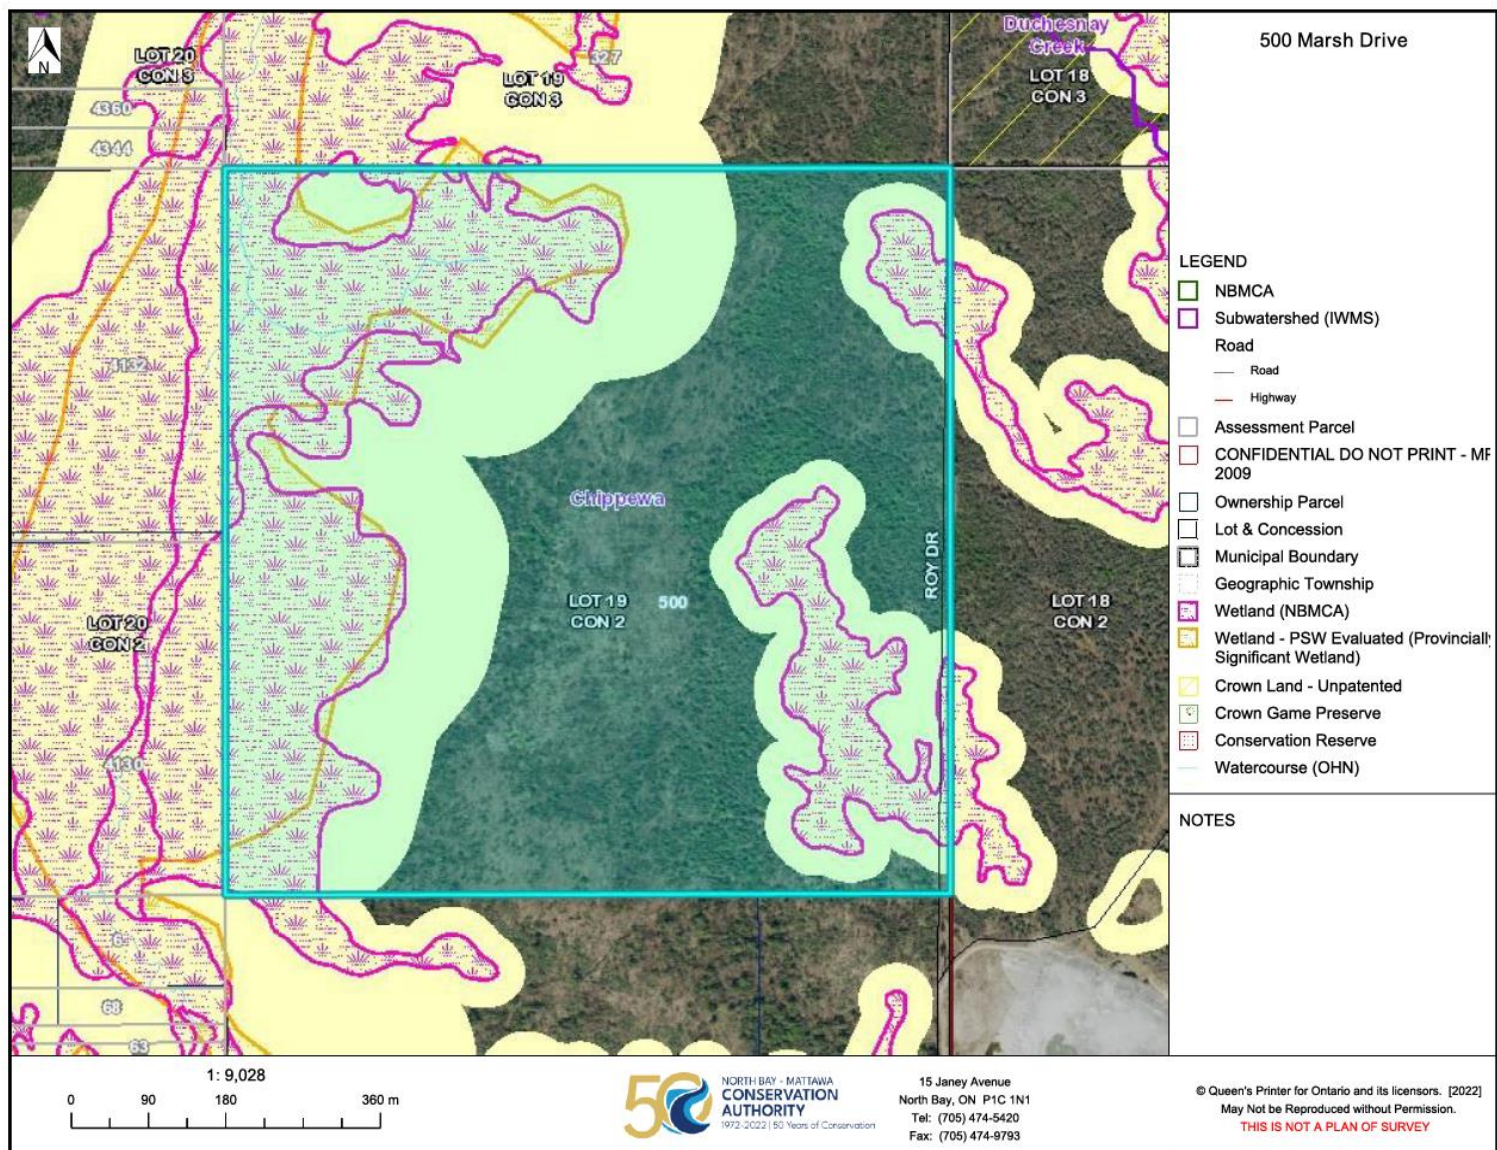 500 Marsh Drive
N
LOT 20
CON 3
LOT 19
CON 3
327
Duchesnay
Creek
LOT 18
CON 3
4360
4344
4132
Chippewa
LOT 19
CON 2
500
ROY DR
LOT 18
CON 2
LOT 20
CON 2
4130
68
63
LEGEND
NBMCA
Subwatershed (IWMS)
Road
Road
Highway
Assessment Parcel
CONFIDENTIAL DO NOT PRINT - MP
2009
Ownership Parcel
Lot & Concession
Municipal Boundary
Geographic Township
Wetland (NBMCA)
Wetland - PSW Evaluated (Provincially
Significant Wetland)
Crown Land - Unpatented
Crown Game Preserve
Conservation Reserve
Watercourse (OHN)
NOTES
1: 9,028
0 90 180 360 m
50
NORTH BAY - MATTAWA
CONSERVATION
AUTHORITY
1972-2022 | 50 Years of Conservation
15 Janey Avenue
North Bay, ON P1C 1N1
Tel: (705) 474-5420
Fax: (705) 474-9793
© Queen's Printer for Ontario and its licensors. [2022]
May Not be Reproduced without Permission.
THIS IS NOT A PLAN OF SURVEY